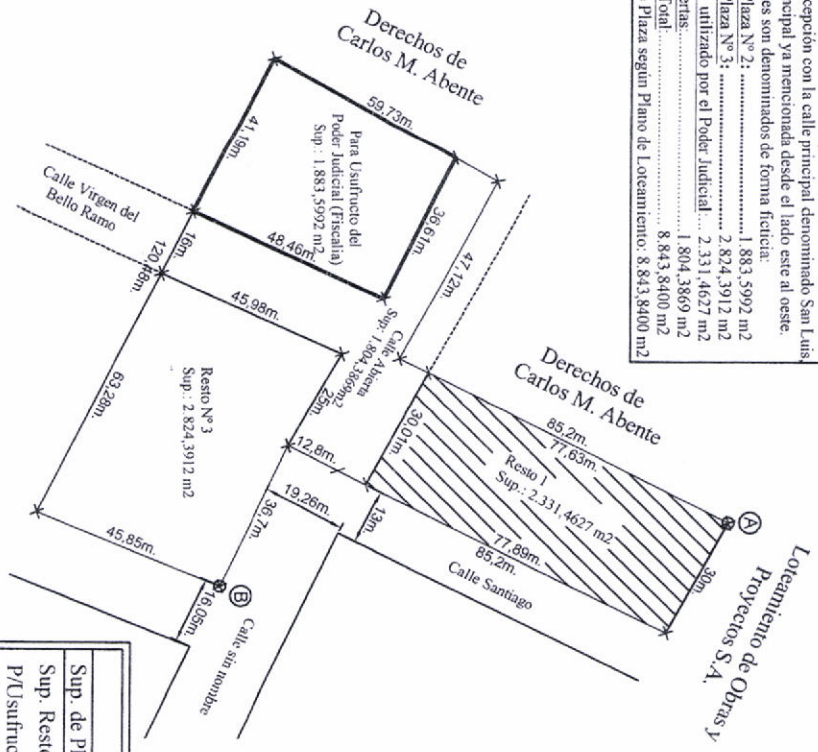 cepción con la calle principal denominado San Luis,
ncipal ya mencionada desde el lado este al oeste.
es son denominados de forma ficticia:
Plaza Nº 2: 1.883,5992 m2
Plaza Nº 3: 2.824,3912 m2
utilizado por el Poder Judicial: 2.331,4627 m2
ertas: 1.804,3869 m2
Total: 8.843,8400 m2
Plaza según Plano de Loteamiento: 8.843,8400 m2
Derechos de
Carlos M. Abente
59,73m.
41,19m.
Para Usufructo del
Poder Judicial (Fiscalia)
Sup.: 1.883,5992 m2
36,61m.
48,46m.
47,12m.
Calle Virgen del
Bello Ramo
16m.
120,48m.
45,98m.
Calle Abierta
Sup: 1.804,3869m2
25m.
Resto Nº3
Sup.: 2.824,3912 m2
63,28m.
45,85m.
36,7m.
12,8m.
19,26m.
13m.
Derechos de
Carlos M. Abente
85,2m.
77,63m.
30,01m.
Resto 1
Sup.: 2.331,4627 m2
77,89m.
85,2m.
30m.
A
Calle Santiago
Loteamiento de Obras y
Proyectos S.A.
B
16,05m.
Calle sin nombre
Sup. de Pl
Sup. Resto
P/Usufruc